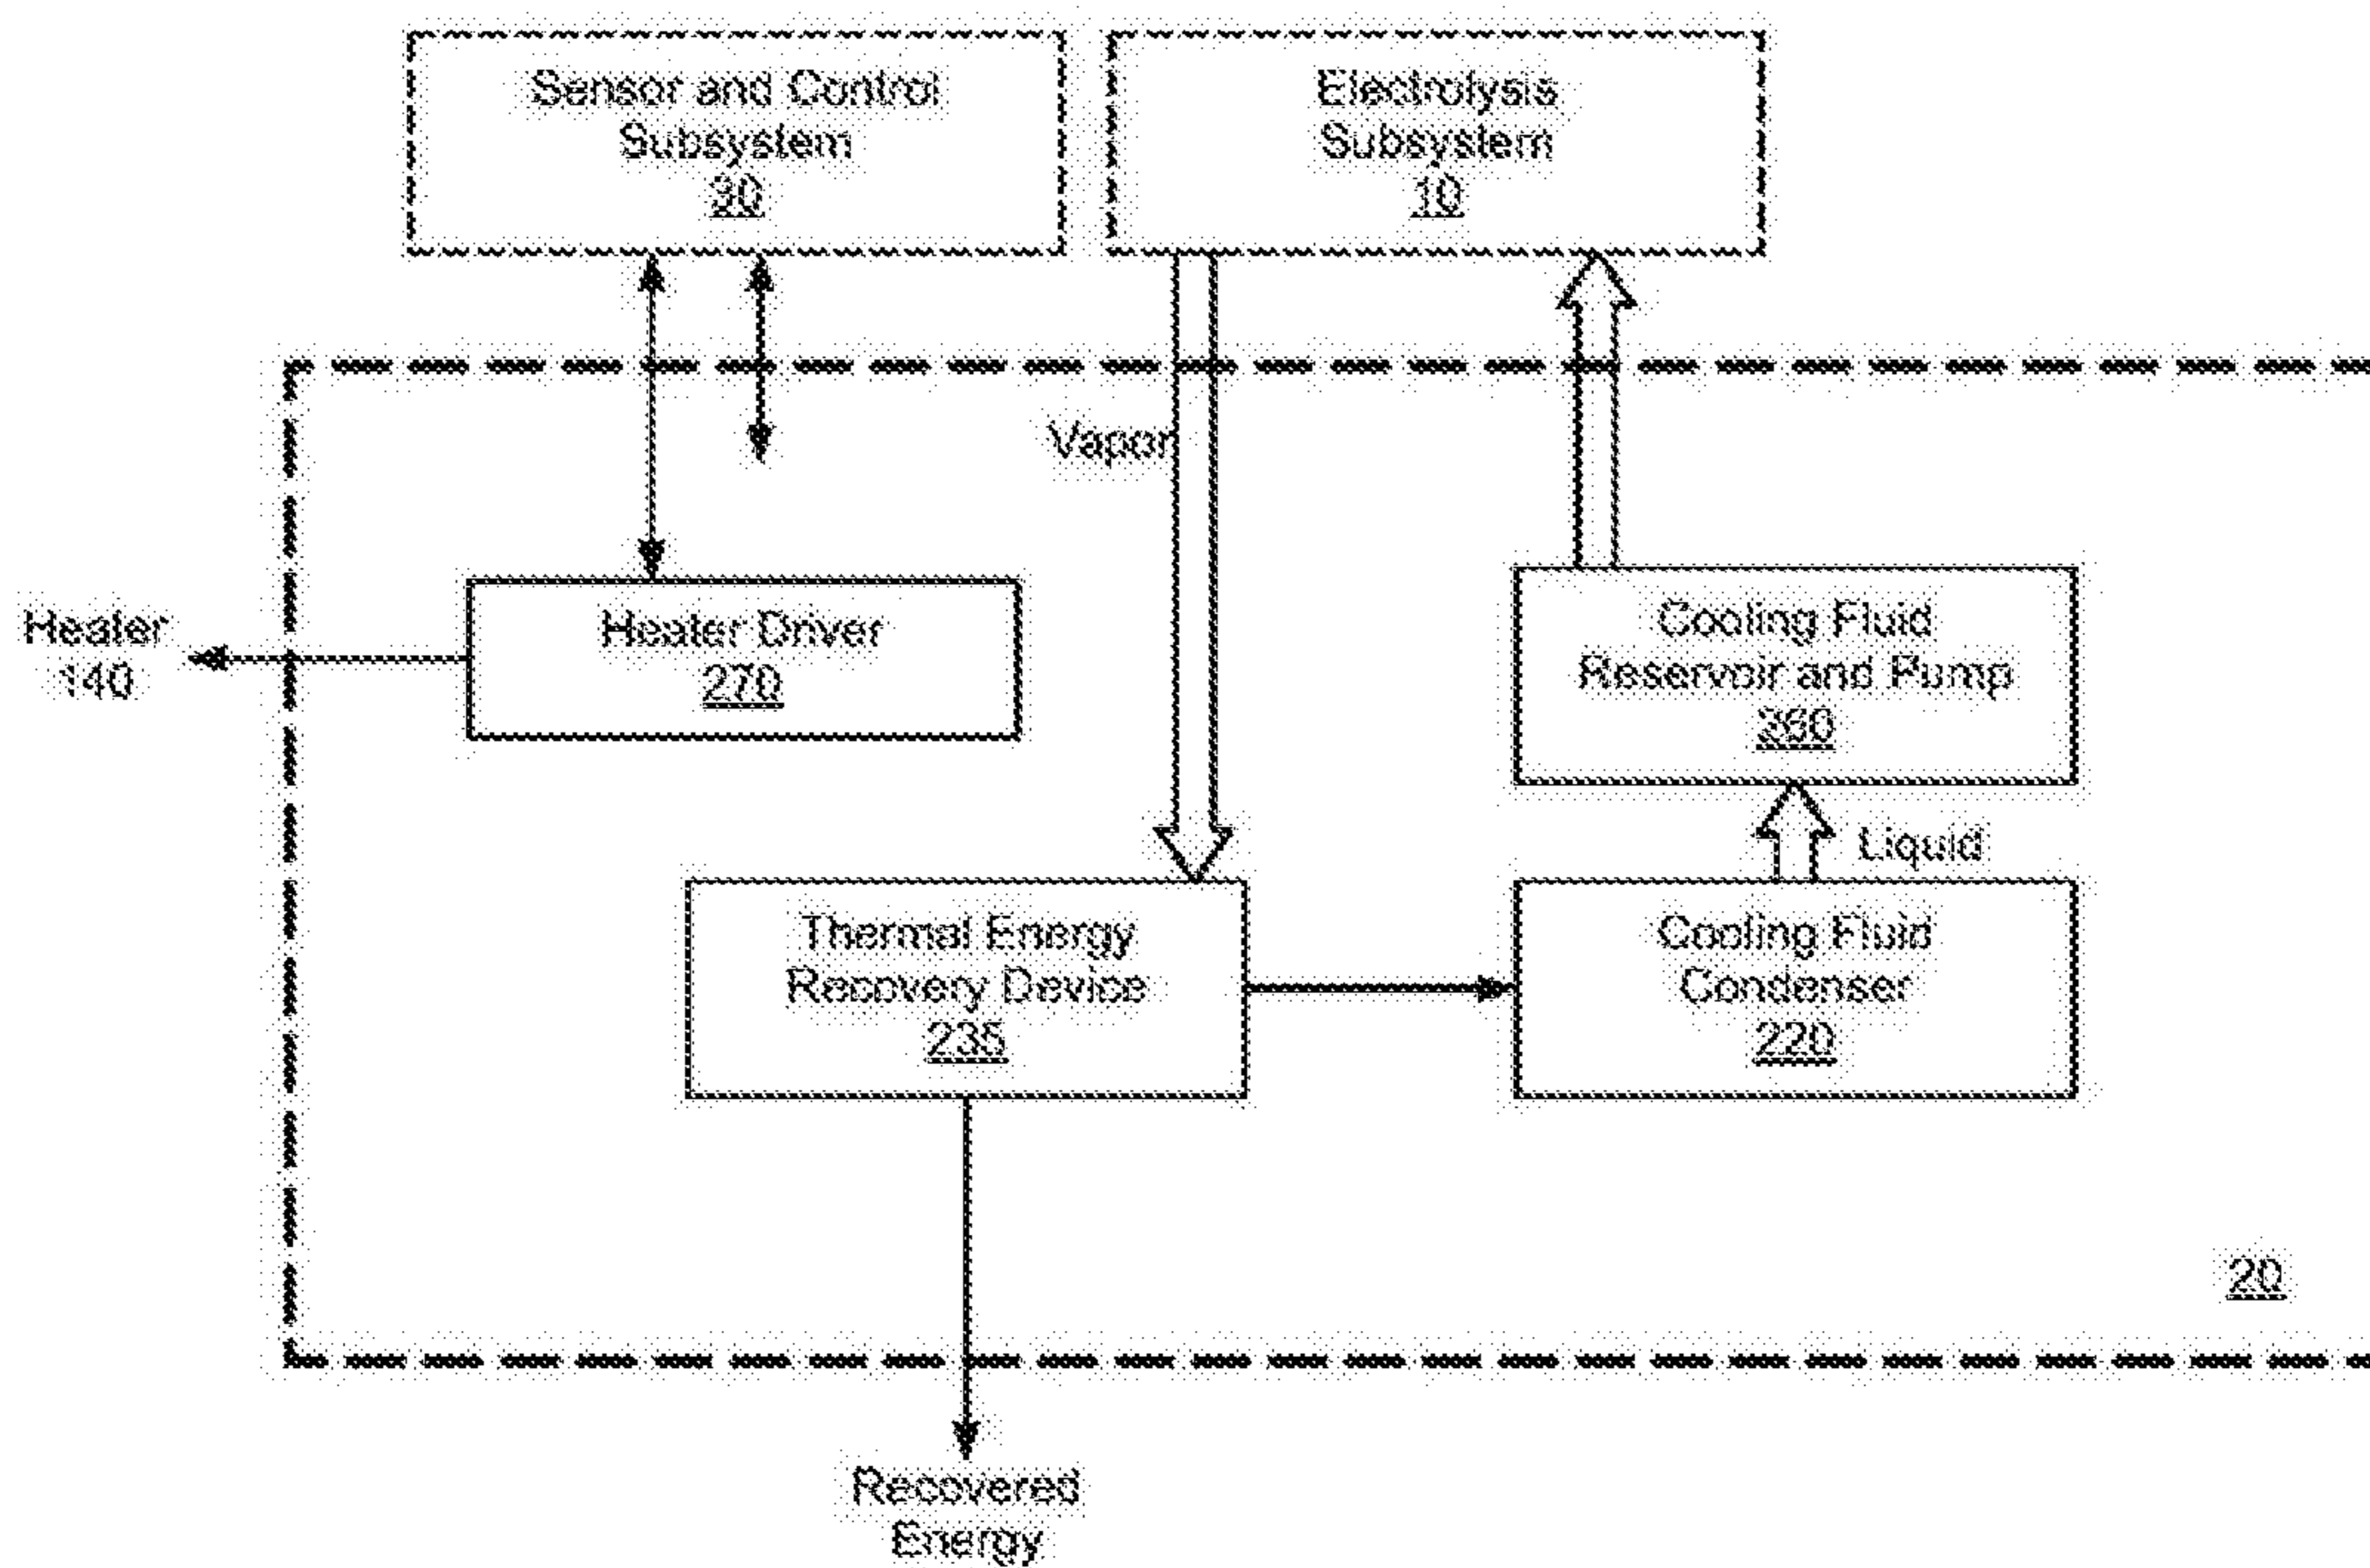 Sensor and Control
Subsystem
30
Electrolysis
Subsystem
10
Vapor
Heater
140
Heater Driver
270
Cooling Fluid
Reservoir and Pump
360
Liquid
Thermal Energy
Recovery Device
235
Cooling Fluid
Condenser
220
20
Recovered
Energy